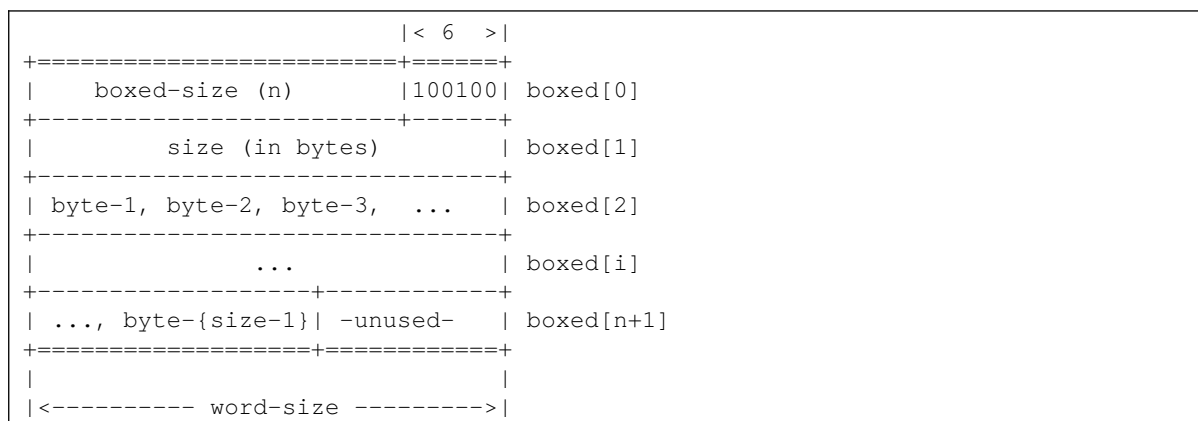 |< 6  >|
+=========================+======+
|    boxed-size (n)       |100100| boxed[0]
+-------------------------+------+
|         size (in bytes)        | boxed[1]
+--------------------------------+
| byte-1, byte-2, byte-3,  ...   | boxed[2]
+--------------------------------+
|               ...              | boxed[i]
+-------------------+------------+
| ..., byte-{size-1}| -unused-   | boxed[n+1]
+===================+============+
|                                |
|<---------- word-size --------->|